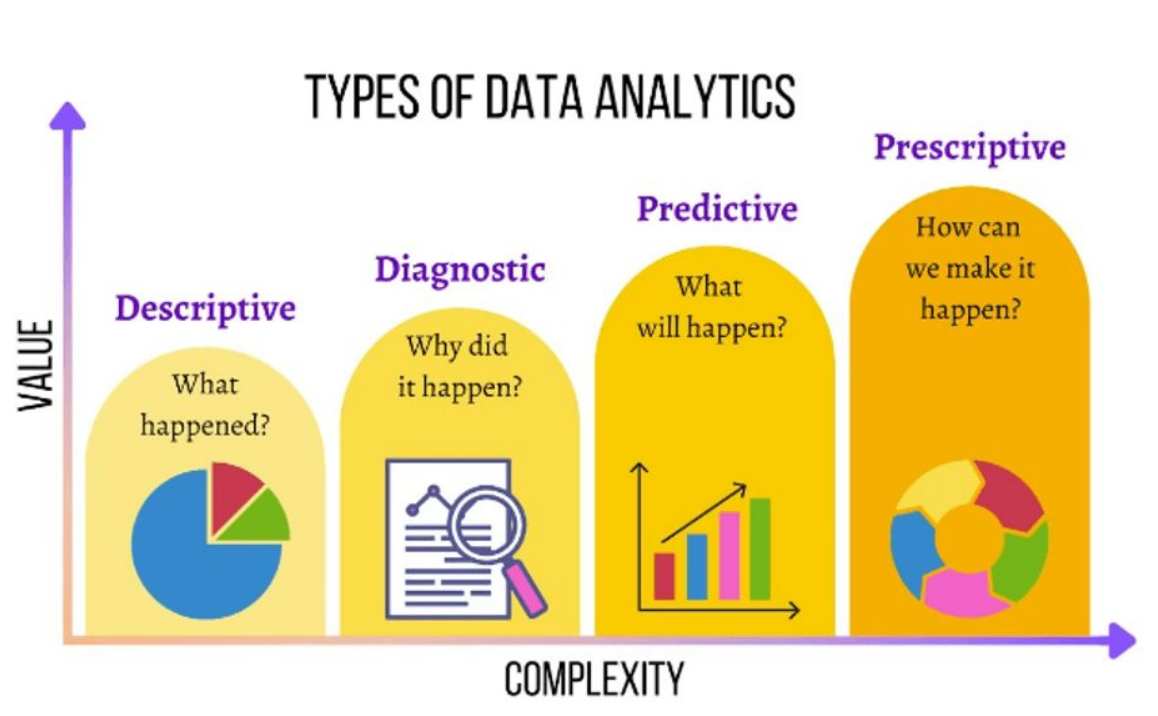 TYPES OF DATA ANALYTICS
VALUE
Descriptive
What
happened?
Diagnostic
Why did
it happen?
Predictive
What
will happen?
Prescriptive
How can
we make it
happen?
COMPLEXITY